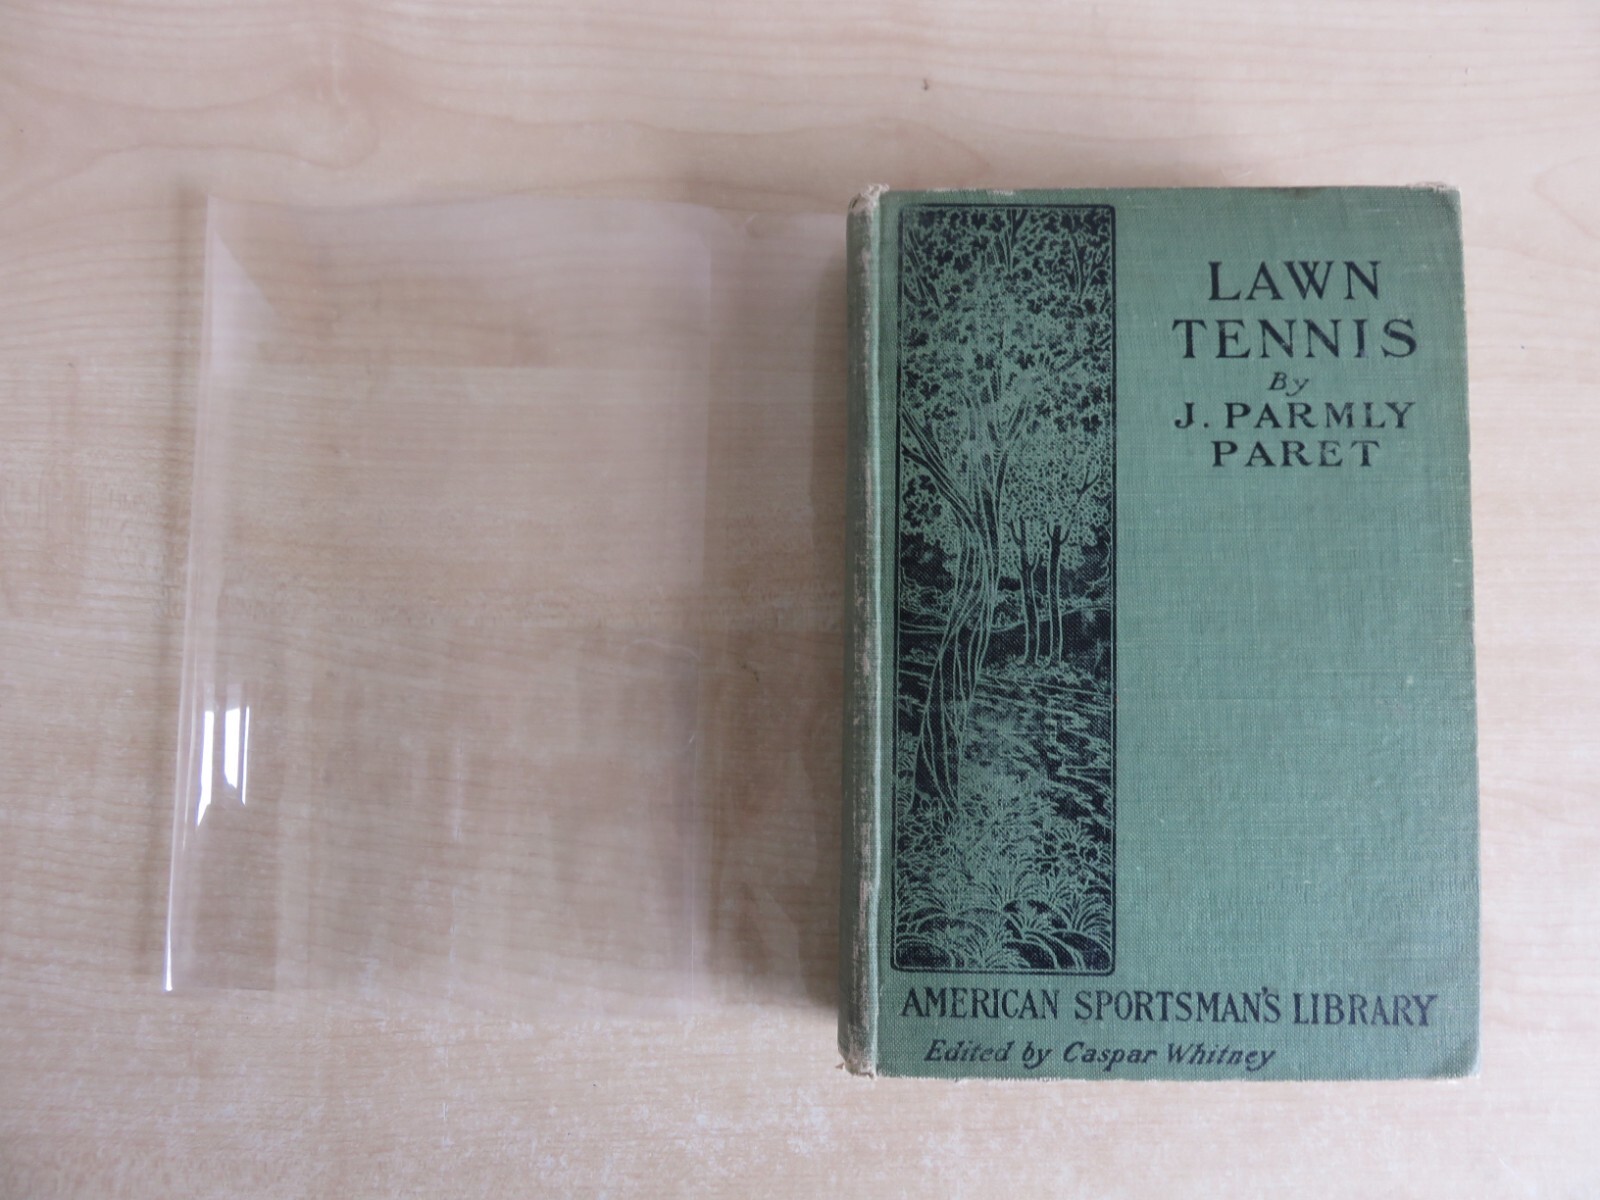 LAWN
TENNIS
By
J. PARMLY
PARET
AMERICAN SPORTSMAN'S LIBRARY
Edited by Caspar Whitney